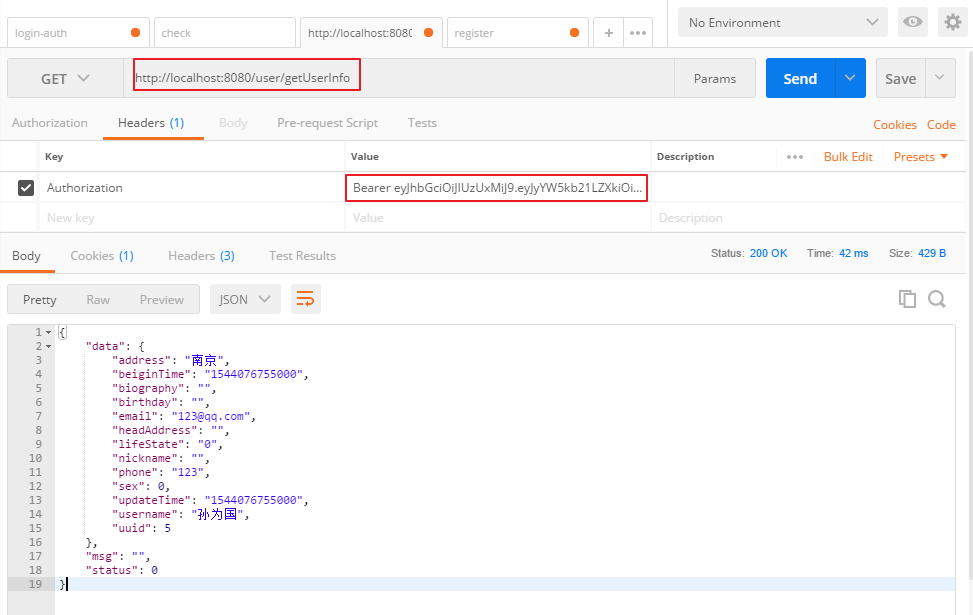 login-auth check http://localhost:8080 register + ••• No Environment
GET http://localhost:8080/user/getUserInfo Params Send Save
Authorization Headers (1) Body Pre-request Script Tests Cookies Code
Key Value Description ••• Bulk Edit Presets
Authorization Bearer eyJhbGciOiJIUzUxMiJ9.eyJyYW5kb21LZXkiOi...
New key Value Description
Body Cookies (1) Headers (3) Test Results Status: 200 OK Time: 42 ms Size: 429 B
Pretty Raw Preview JSON
1 {
2 "data": {
3 "address": "南京",
4 "beiginTime": "1544076755000",
5 "biography": "",
6 "birthday": "",
7 "email": "123@qq.com",
8 "headAddress": "",
9 "lifeState": "0",
10 "nickname": "",
11 "phone": "123",
12 "sex": 0,
13 "updateTime": "1544076755000",
14 "username": "孙为国",
15 "uuid": 5
16 },
17 "msg": "",
18 "status": 0
19 }